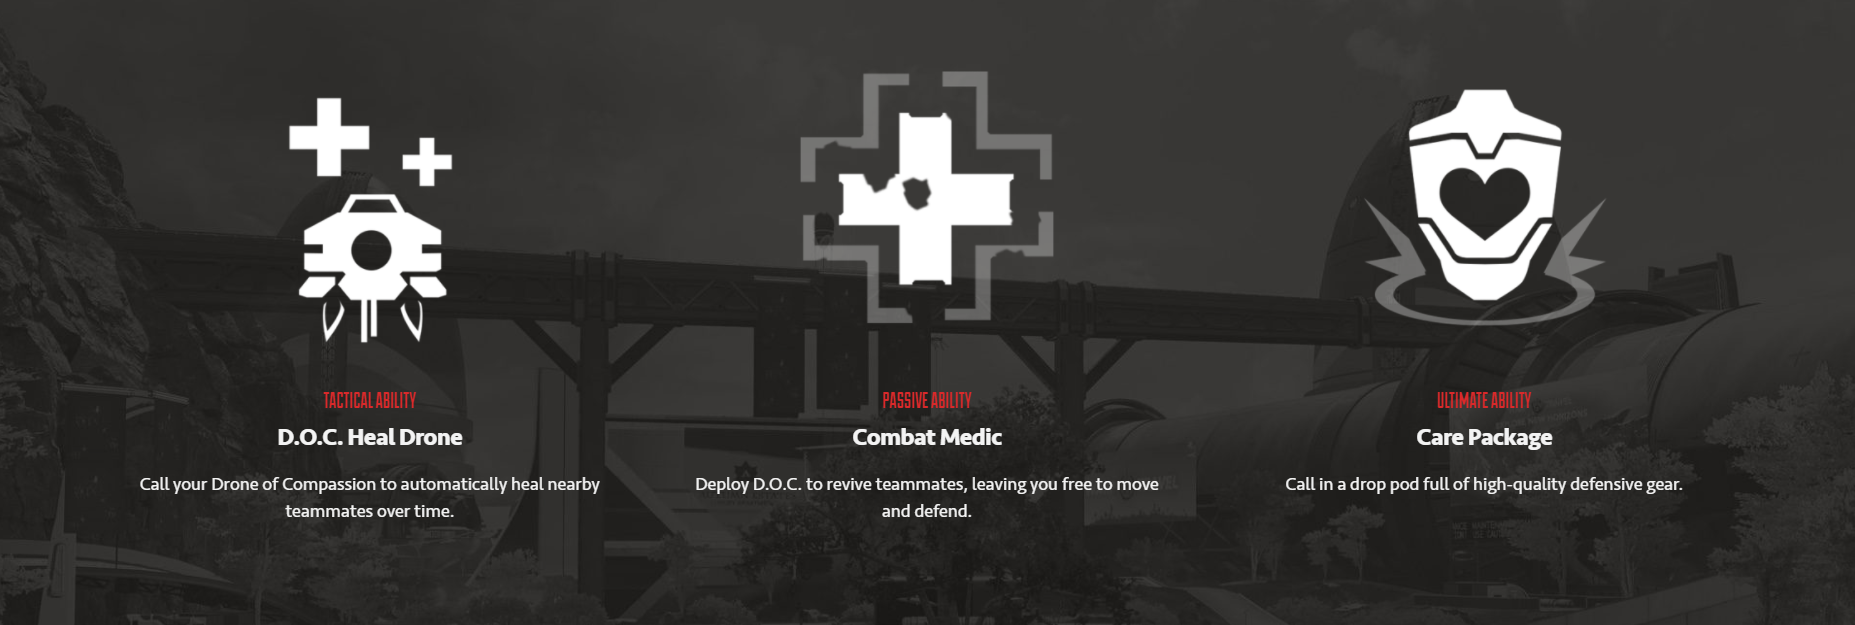 TACTICAL ABILITY
D.O.C. Heal Drone
Call your Drone of Compassion to automatically heal nearby
teammates over time.
PASSIVE ABILITY
Combat Medic
Deploy D.O.C. to revive teammates, leaving you free to move
and defend.
ULTIMATE ABILITY
Care Package
Call in a drop pod full of high-quality defensive gear.